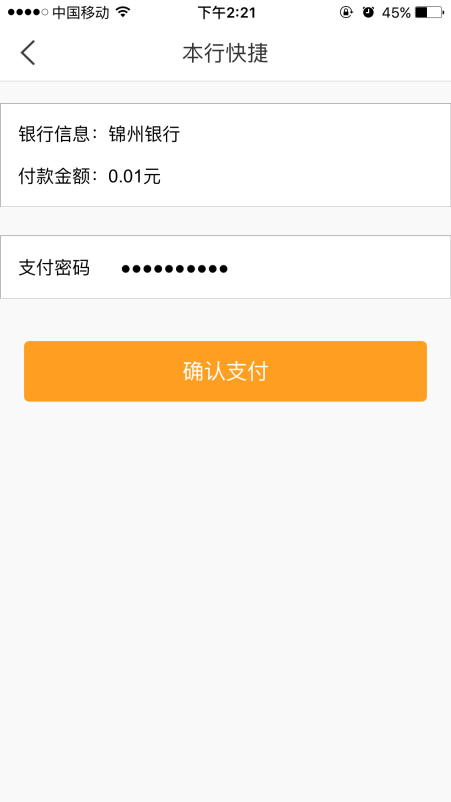 中国移动 下午2:21 45%
本行快捷
银行信息：锦州银行
付款金额：0.01元
支付密码 ●●●●●●●●●●
确认支付